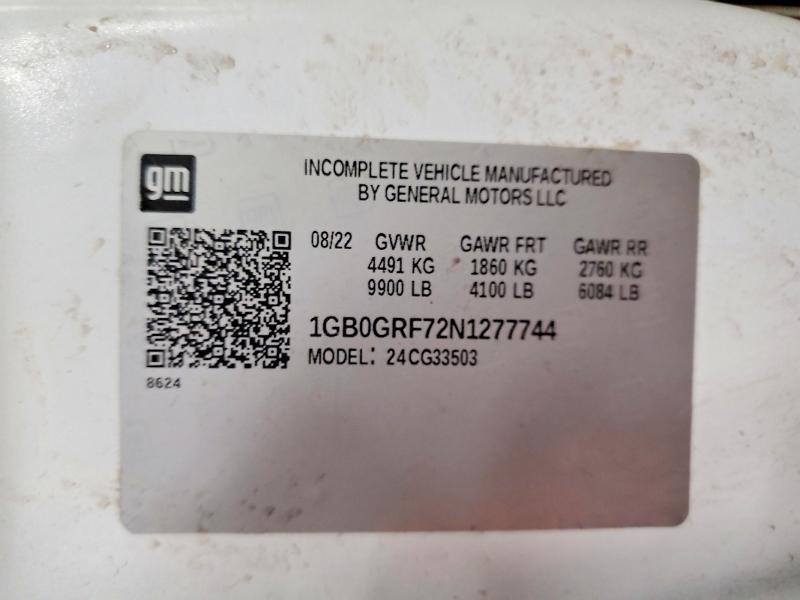 gm
INCOMPLETE VEHICLE MANUFACTURED
BY GENERAL MOTORS LLC
08/22 GVWR GAWR FRT GAWR RR
4491 KG 1860 KG 2760 KG
9900 LB 4100 LB 6084 LB
1GB0GRF72N1277744
MODEL: 24CG33503
8624